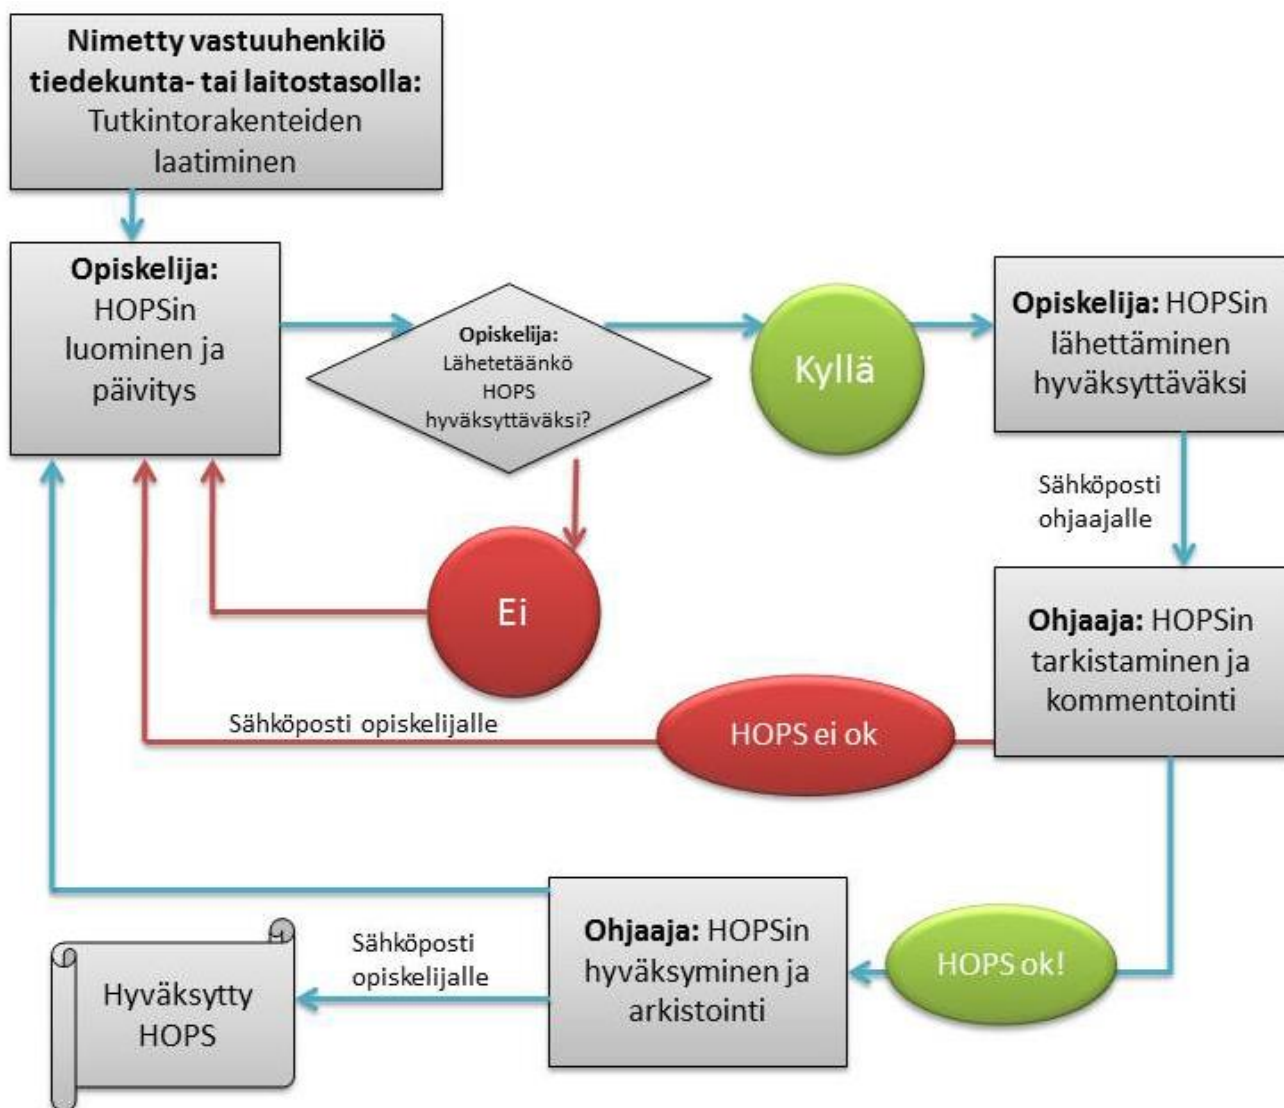 Nimetty vastuuhenkilö
tiedekunta- tai laitostasolla:
Tutkintorakenteiden
laatiminen
Opiskelija:
HOPSin
luominen ja
päivitys
Opiskelija:
Lähetetäänkö
HOPS
hyväksyttäväksi?
Kyllä
Opiskelija: HOPSin
lähettäminen
hyväksyttäväksi
Sähköposti
ohjaajalle
Ei
Ohjaaja: HOPSin
tarkistaminen ja
kommentointi
Sähköposti opiskelijalle
HOPS ei ok
HOPS ok!
Ohjaaja: HOPSin
hyväksyminen ja
arkistointi
Sähköposti
opiskelijalle
Hyväksytty
HOPS